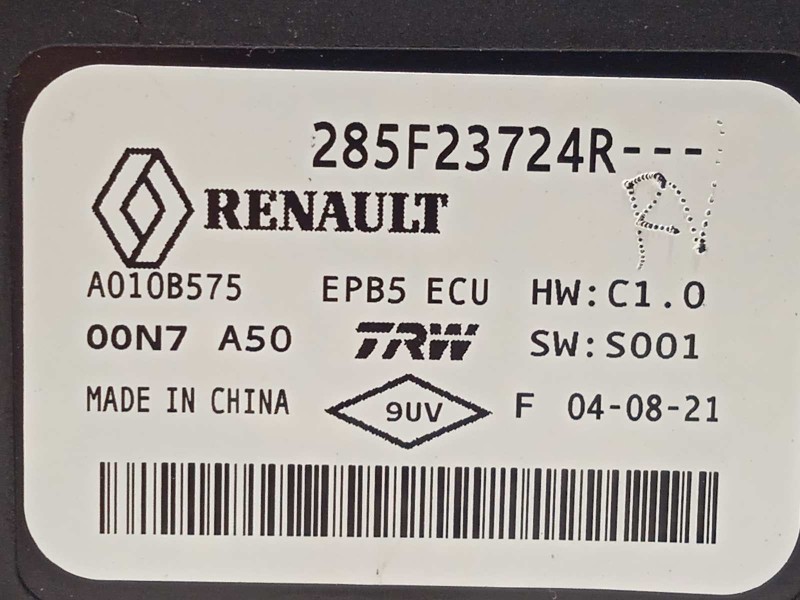 285F23724R---
RENAULT
A010B575 EPB5 ECU HW:C1.0
00N7 A50 TRW SW:S001
MADE IN CHINA 9UV F 04-08-21